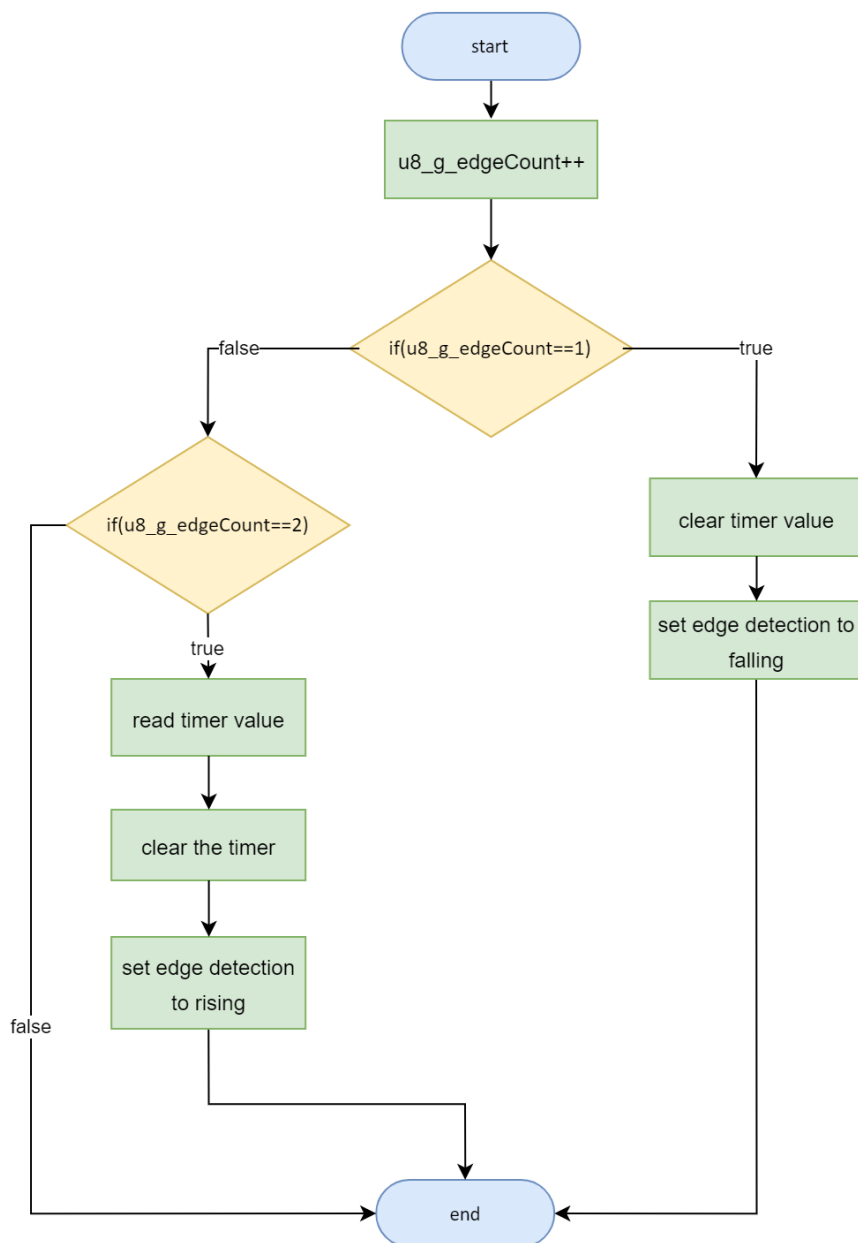 start
u8_g_edgeCount++
if(u8_g_edgeCount==1)
false
true
if(u8_g_edgeCount==2)
clear timer value
set edge detection to
falling
true
read timer value
clear the timer
set edge detection
to rising
false
end